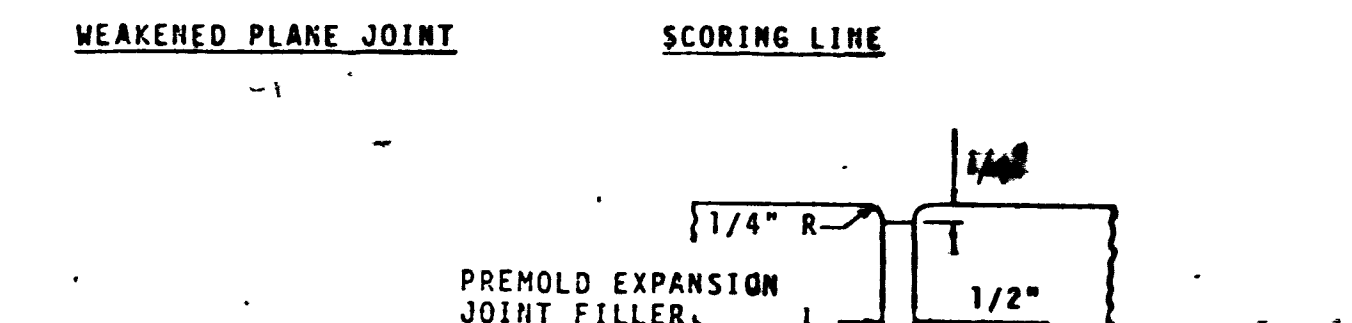 WEAKENED PLANE JOINT
SCORING LINE
1/4" R
PREMOLD EXPANSION
1/2"
JOINT FILLER